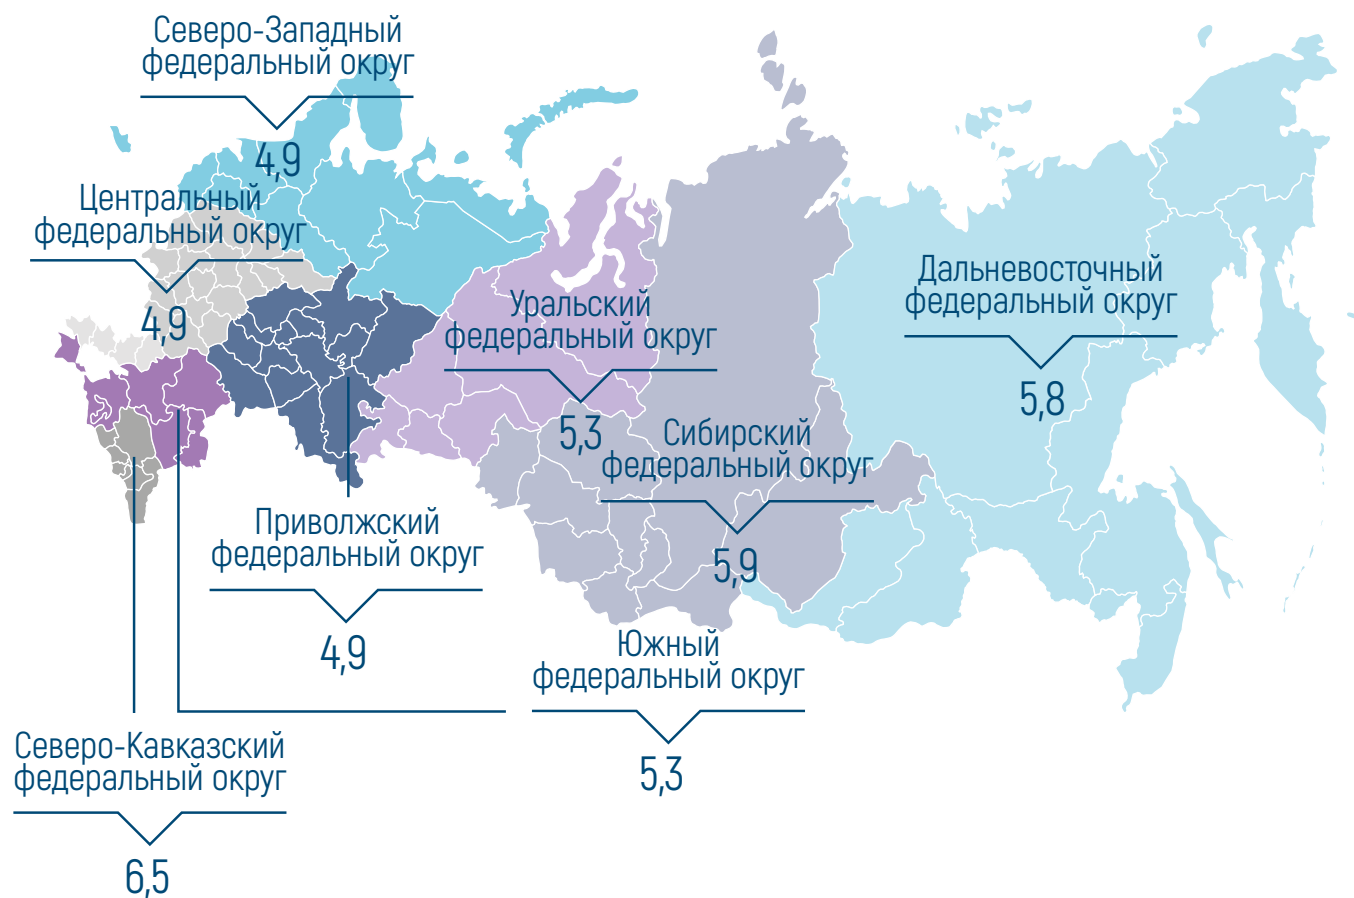 Северо-Западный
федеральный округ
4,9
Центральный
федеральный округ
4,9
Уральский
федеральный округ
5,3
Дальневосточный
федеральный округ
5,8
Сибирский
федеральный округ
5,9
Приволжский
федеральный округ
4,9
Южный
федеральный округ
5,3
Северо-Кавказский
федеральный округ
6,5